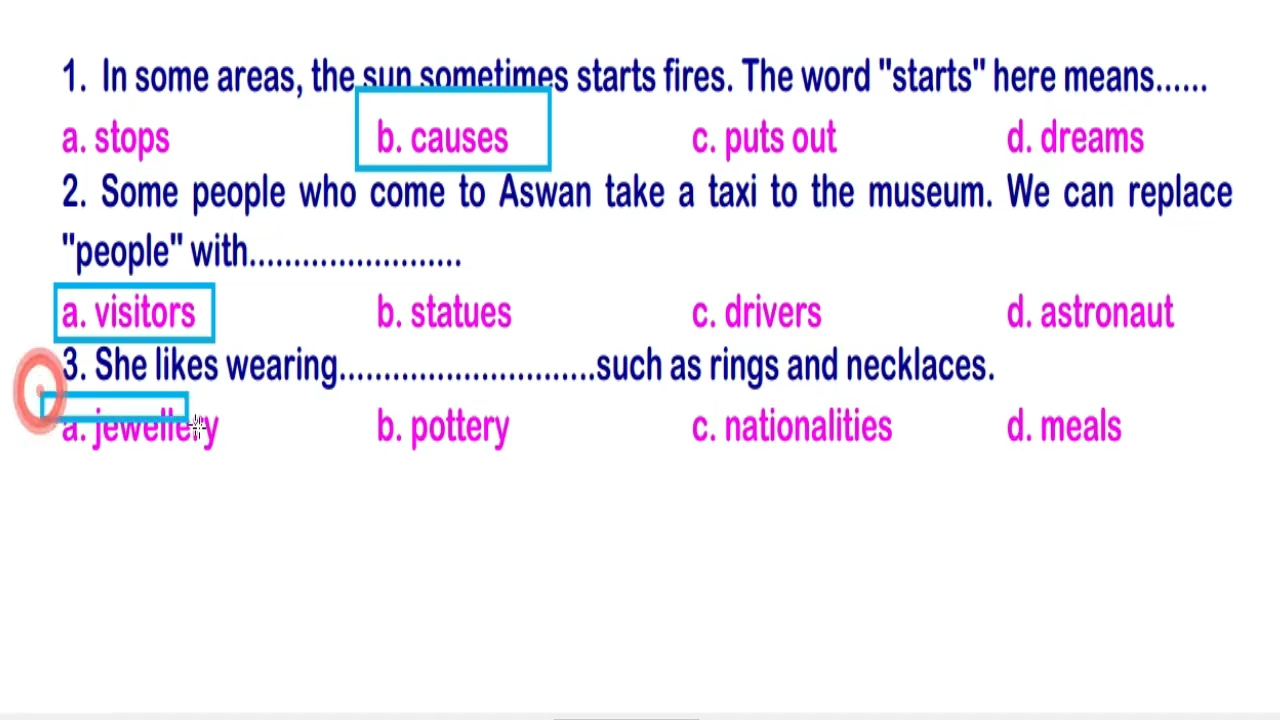 1. In some areas, the sun sometimes starts fires. The word "starts" here means......
a. stops b. causes c. puts out d. dreams
2. Some people who come to Aswan take a taxi to the museum. We can replace
"people" with........................
a. visitors b. statues c. drivers d. astronaut
3. She likes wearing.............................such as rings and necklaces.
a. jewellery b. pottery c. nationalities d. meals